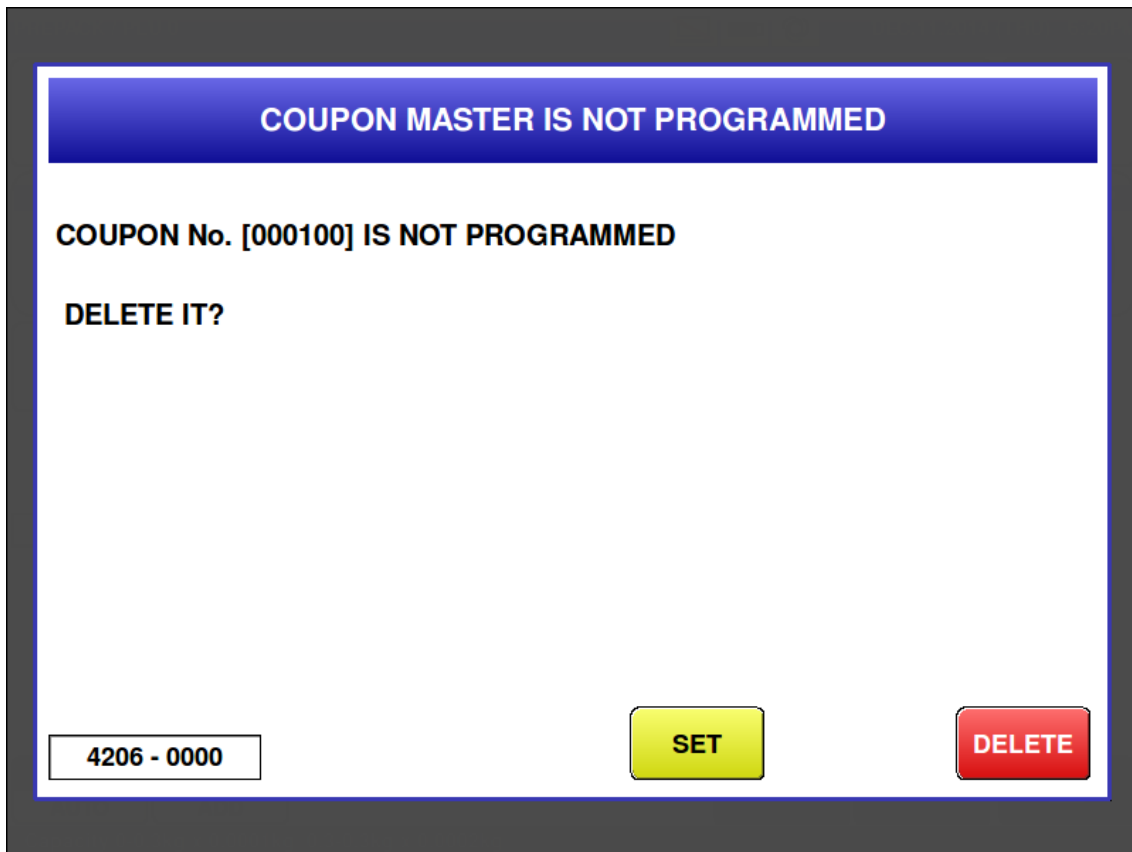 COUPON MASTER IS NOT PROGRAMMED
COUPON No. [000100] IS NOT PROGRAMMED
DELETE IT?
4206 - 0000
SET
DELETE